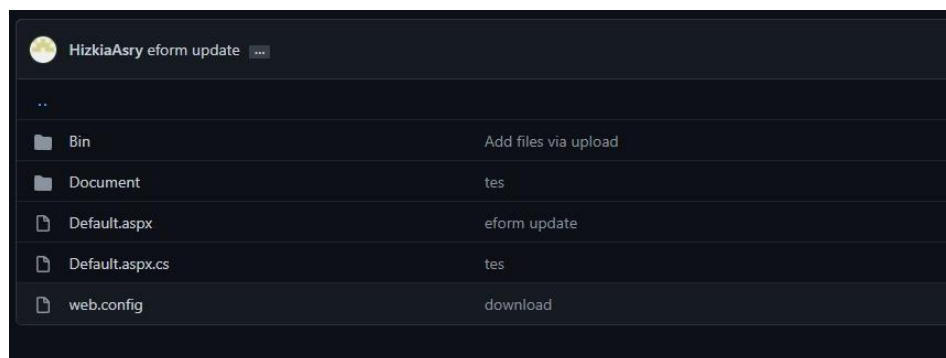 HizkiaAsry eform update ...
..
Bin Add files via upload
Document tes
Default.aspx eform update
Default.aspx.cs tes
web.config download